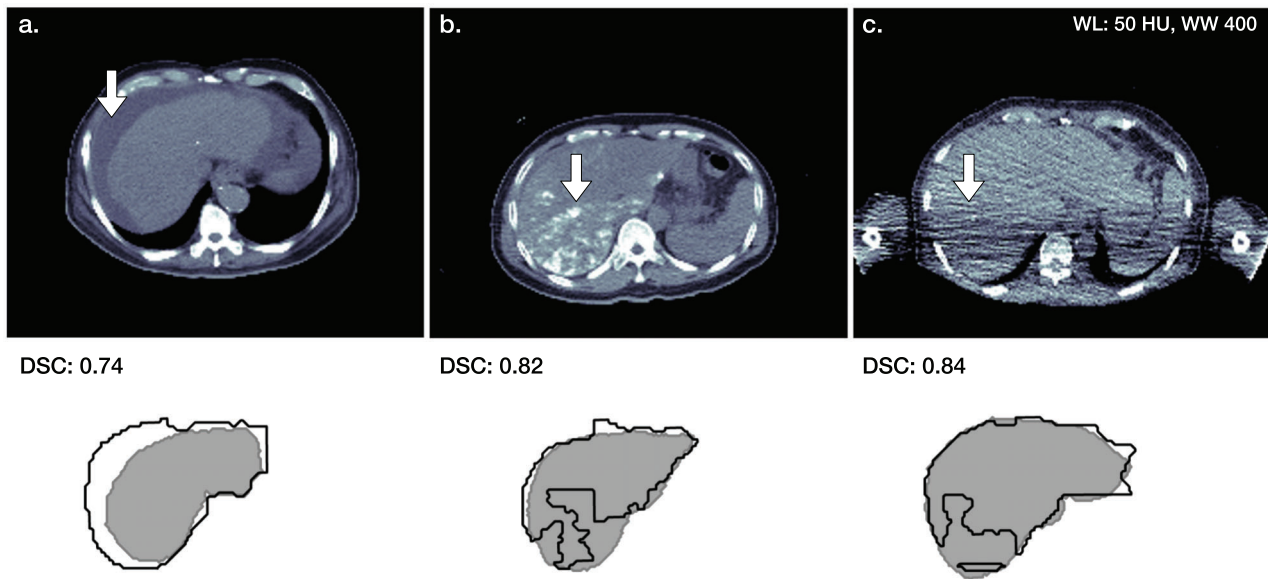 a.
b.
c.
WL: 50 HU, WW 400
DSC: 0.74
DSC: 0.82
DSC: 0.84